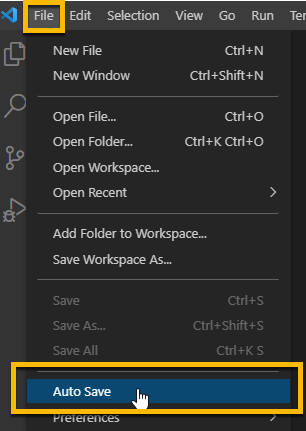 File Edit Selection View Go Run Ter
New File Ctrl+N
New Window Ctrl+Shift+N
Open File... Ctrl+O
Open Folder... Ctrl+K Ctrl+O
Open Workspace...
Open Recent
Add Folder to Workspace...
Save Workspace As...
Save Ctrl+S
Save As... Ctrl+Shift+S
Save All Ctrl+K S
Auto Save
Preferences